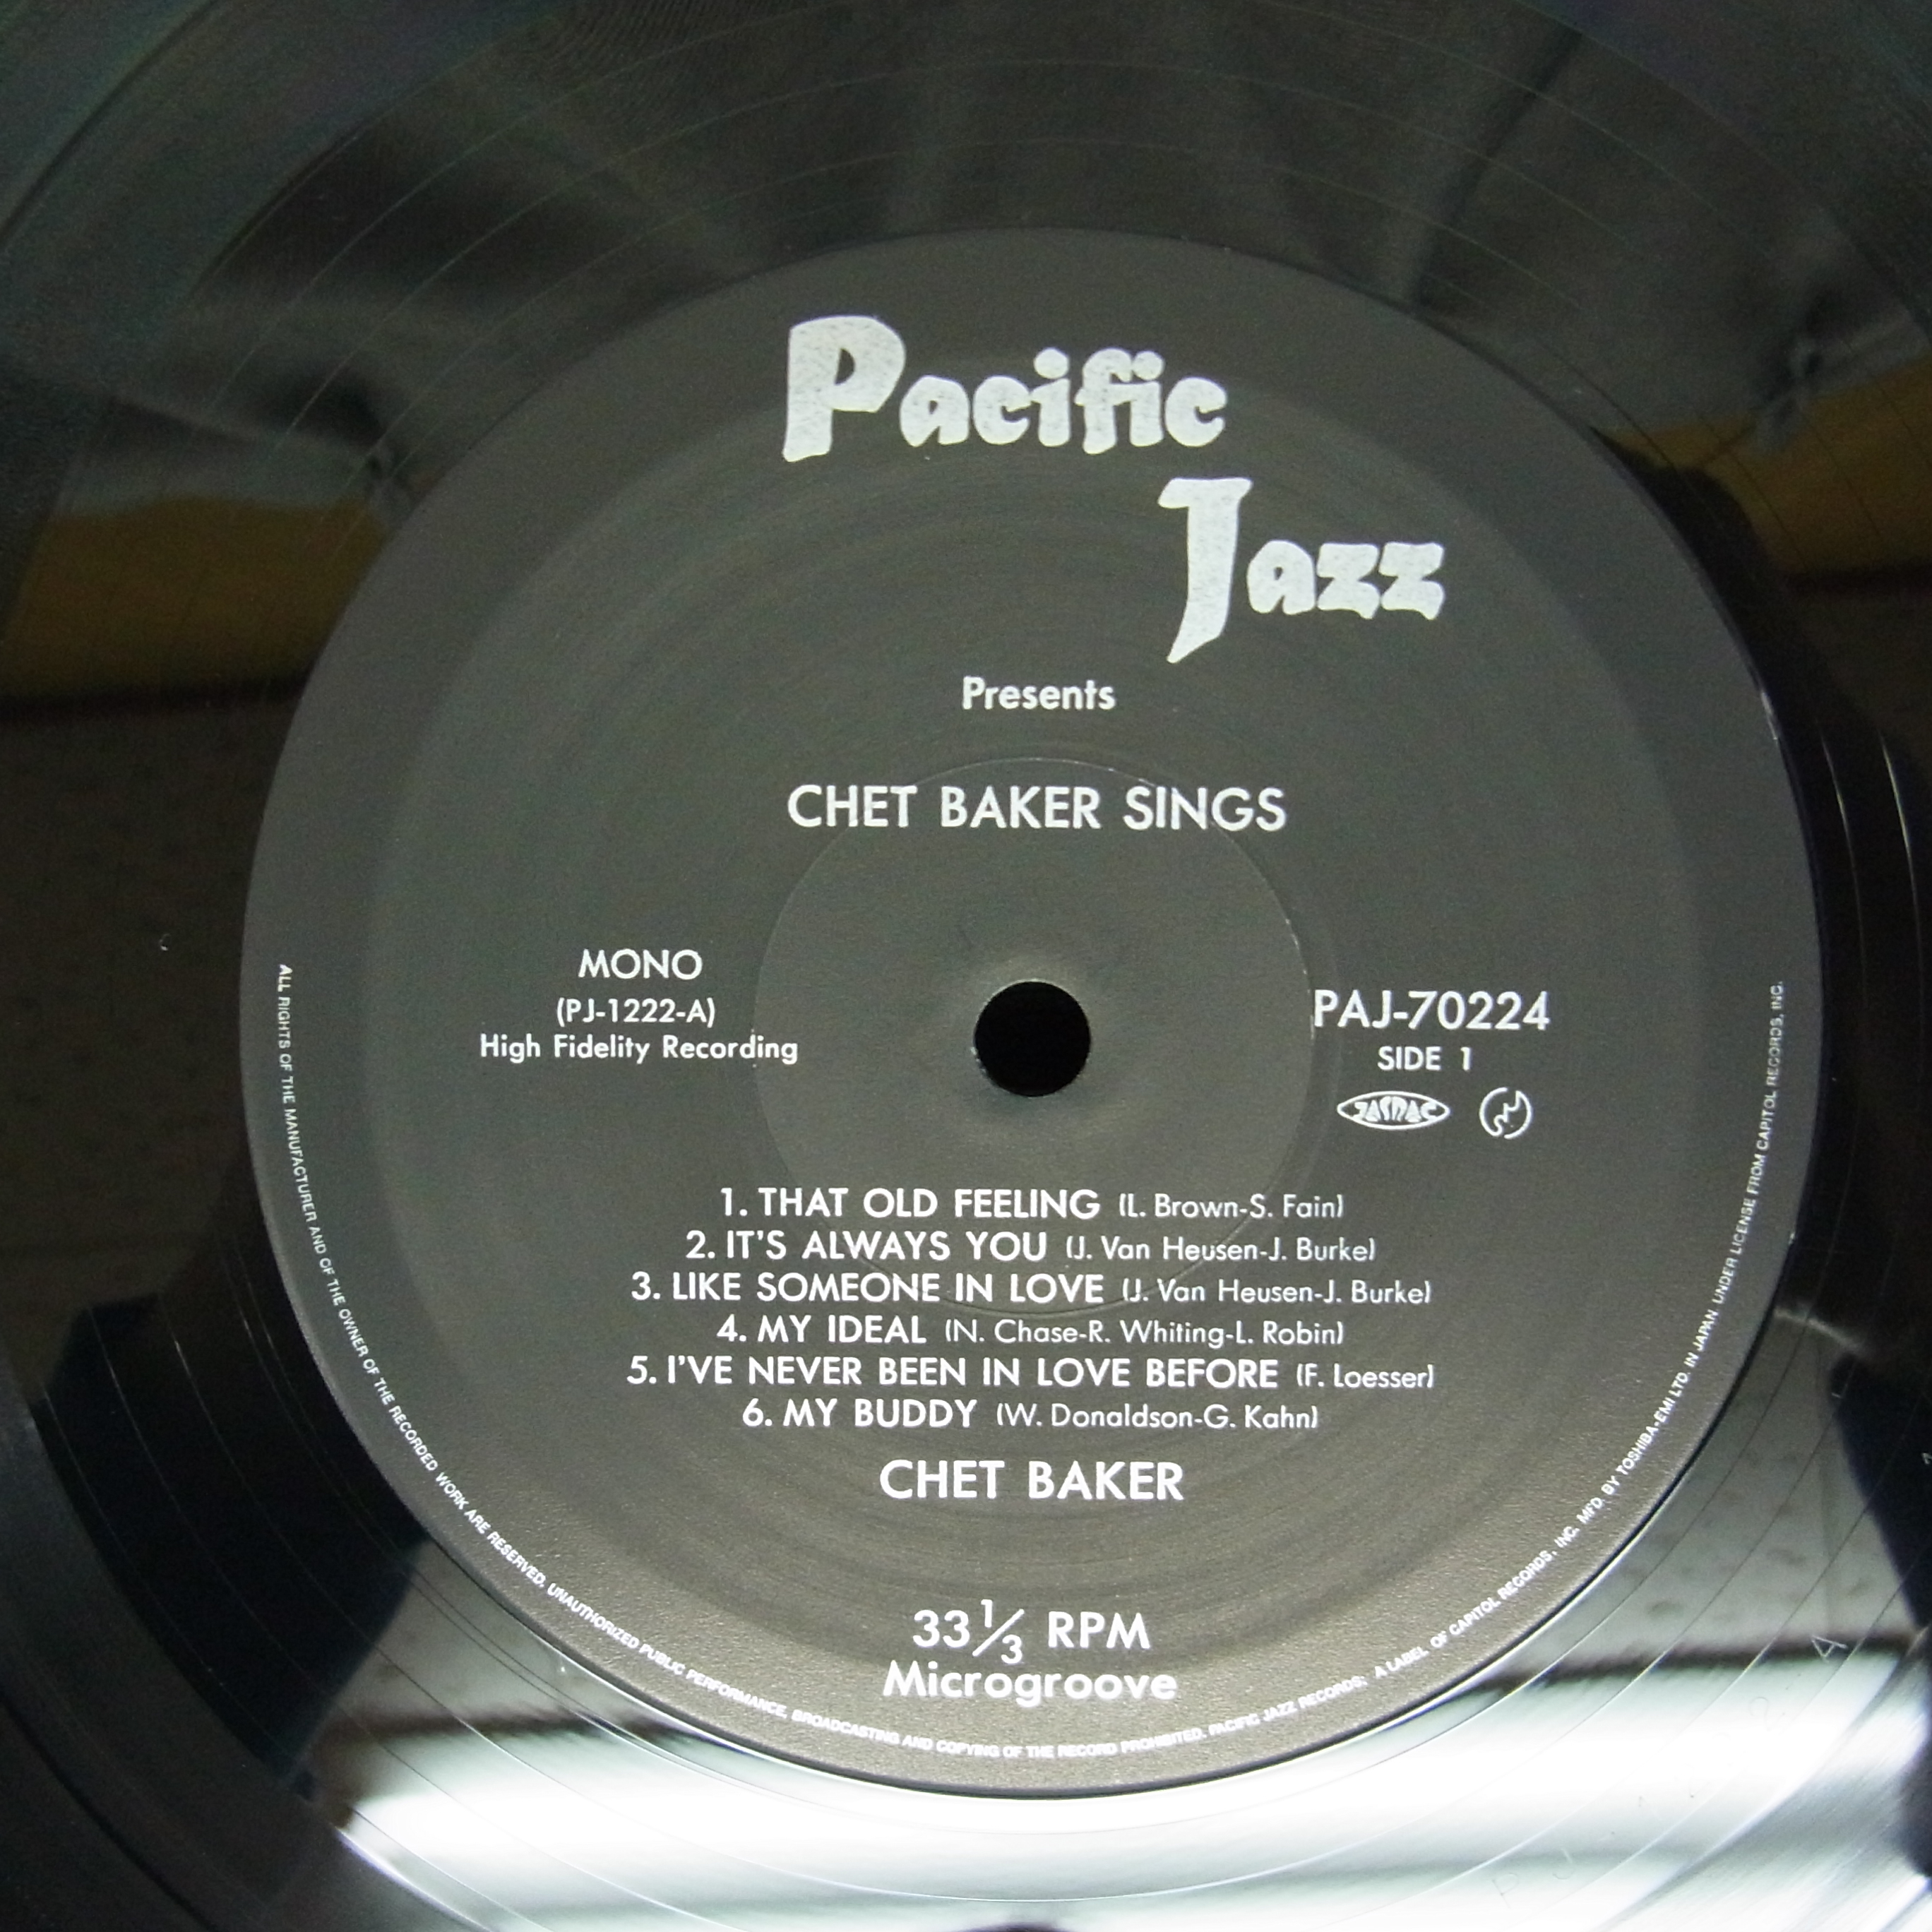 Pacific
Jazz
Presents
CHET BAKER SINGS
MONO
(PJ-1222-A)
High Fidelity Recording
PAJ-70224
SIDE 1
JASRAC
1. THAT OLD FEELING (L. Brown-S. Fain)
2. IT'S ALWAYS YOU (J. Van Heusen-J. Burke)
3. LIKE SOMEONE IN LOVE (J. Van Heusen-J. Burke)
4. MY IDEAL (N. Chase-R. Whiting-L. Robin)
5. I'VE NEVER BEEN IN LOVE BEFORE (F. Loesser)
6. MY BUDDY (W. Donaldson-G. Kahn)
CHET BAKER
33 1/3 RPM
Microgroove
ALL RIGHTS OF THE MANUFACTURER AND OF THE OWNER OF THE RECORDED WORK ARE RESERVED. UNAUTHORIZED PUBLIC PERFORMANCE, BROADCASTING AND COPYING OF THE RECORD PROHIBITED. PACIFIC JAZZ RECORDS: A LABEL OF CAPITOL RECORDS, INC. MFD. BY TOSHIBA-EMI LTD. IN JAPAN UNDER LICENSE FROM CAPITOL RECORDS, INC.